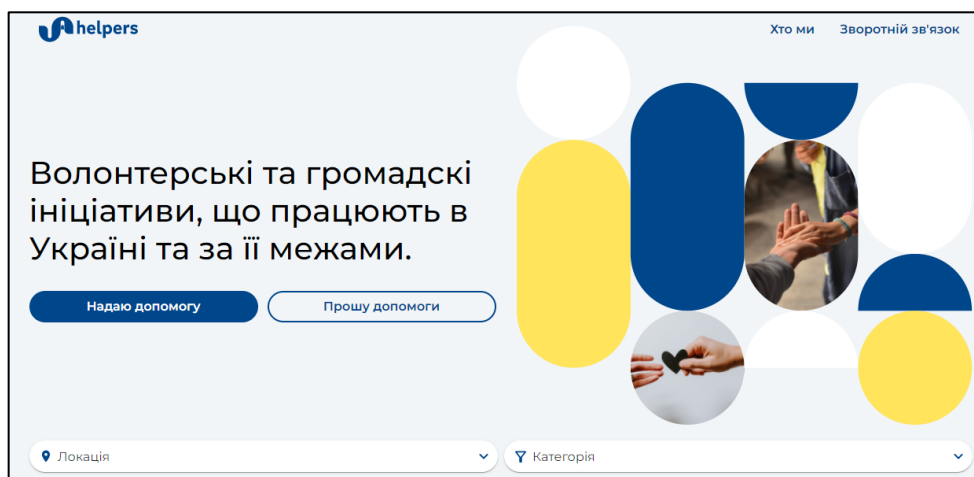 UA helpers
Хто ми
Зворотній зв'язок
Волонтерські та громадскі
ініціативи, що працюють в
Україні та за її межами.
Надаю допомогу
Прошу допомоги
Локація
Категорія